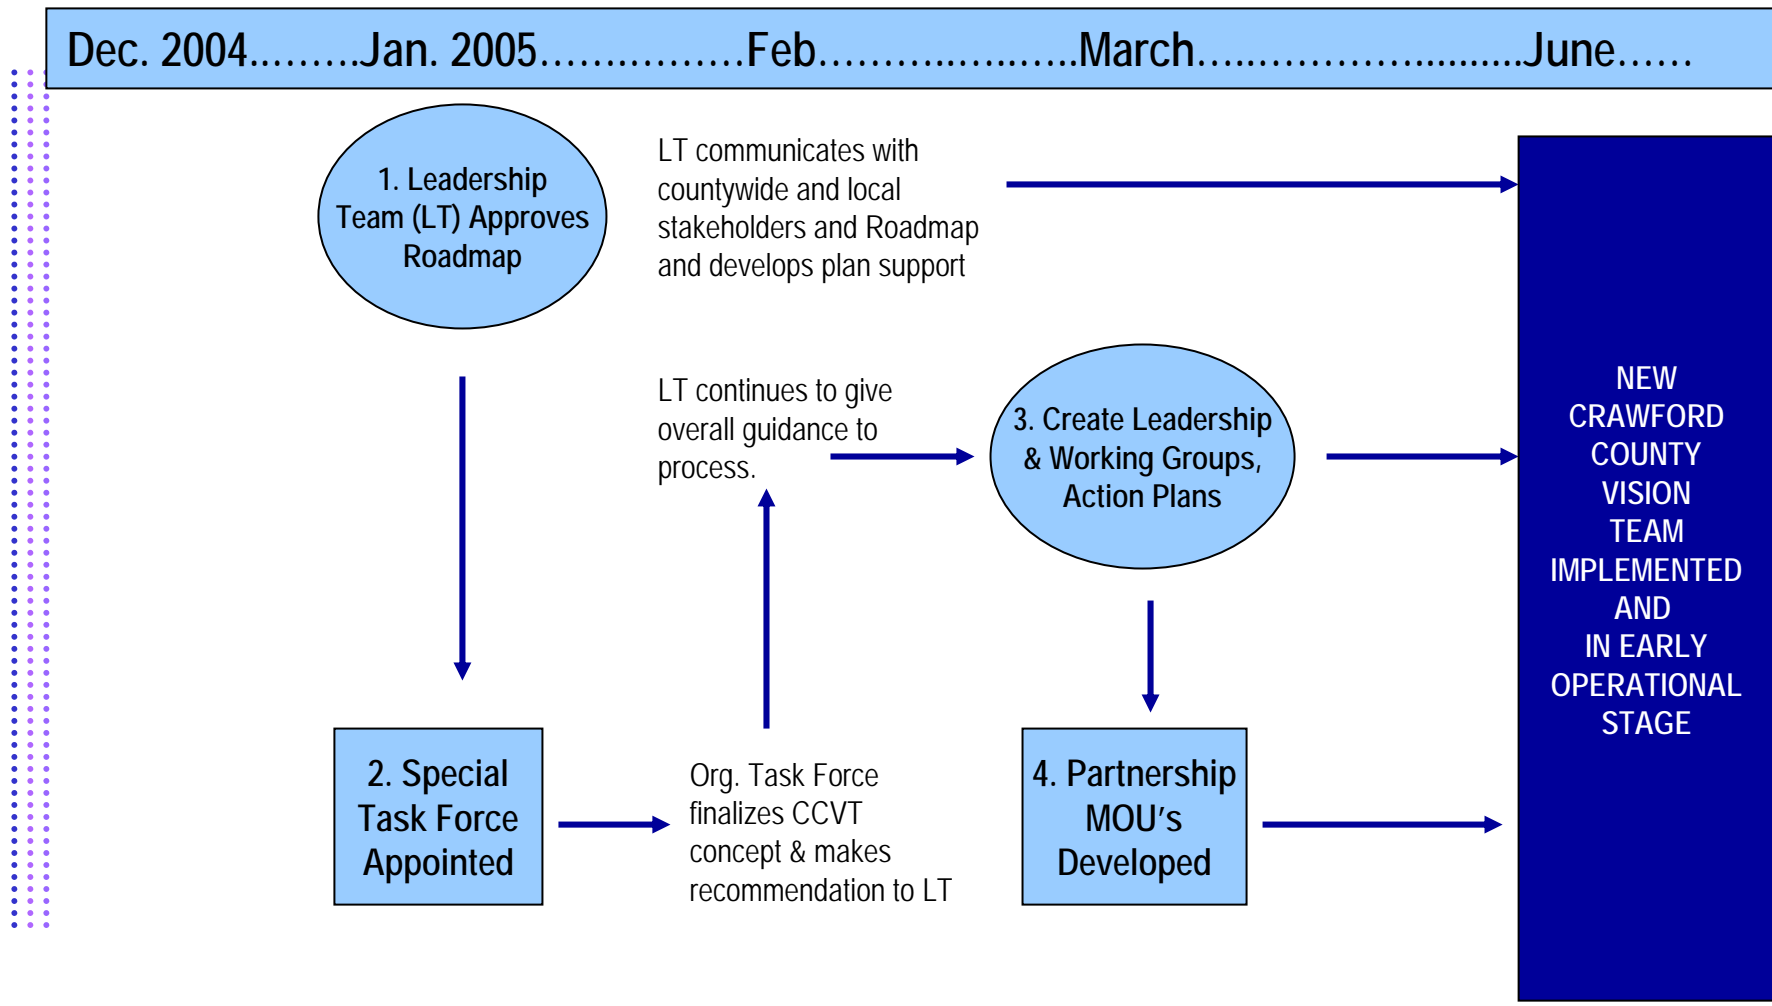 Dec. 2004.........Jan. 2005..................Feb....................March..............................June......
1. Leadership
Team (LT) Approves
Roadmap
LT communicates with
countywide and local
stakeholders and Roadmap
and develops plan support
LT continues to give
overall guidance to
process.
3. Create Leadership
& Working Groups,
Action Plans
2. Special
Task Force
Appointed
Org. Task Force
finalizes CCVT
concept & makes
recommendation to LT
4. Partnership
MOU's
Developed
NEW
CRAWFORD
COUNTY
VISION
TEAM
IMPLEMENTED
AND
IN EARLY
OPERATIONAL
STAGE